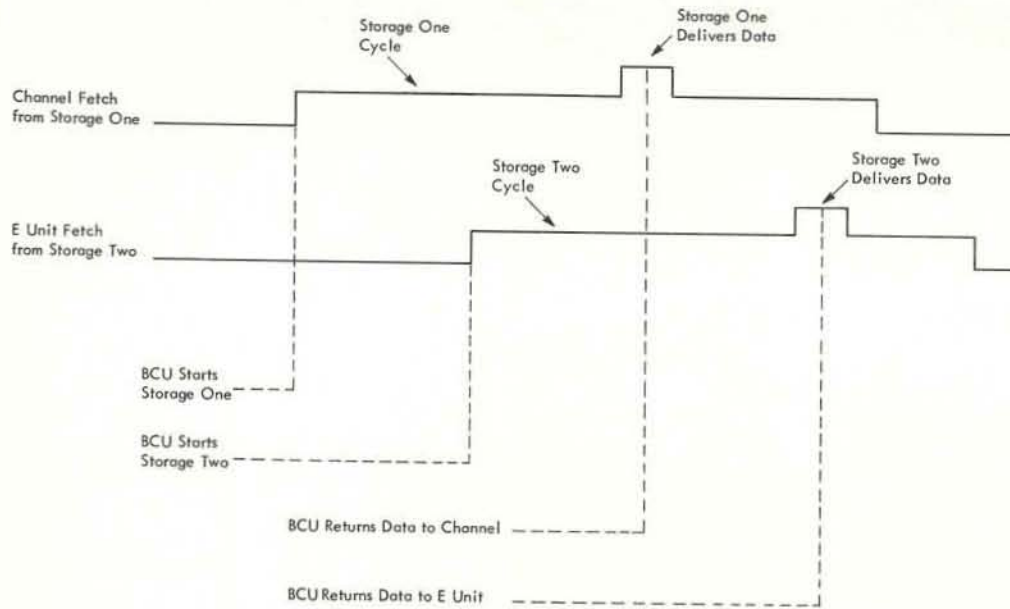 Storage One
Cycle
Storage One
Delivers Data
Channel Fetch
from Storage One
Storage Two
Cycle
Storage Two
Delivers Data
E Unit Fetch
from Storage Two
BCU Starts
Storage One
BCU Starts
Storage Two
BCU Returns Data to Channel
BCU Returns Data to E Unit